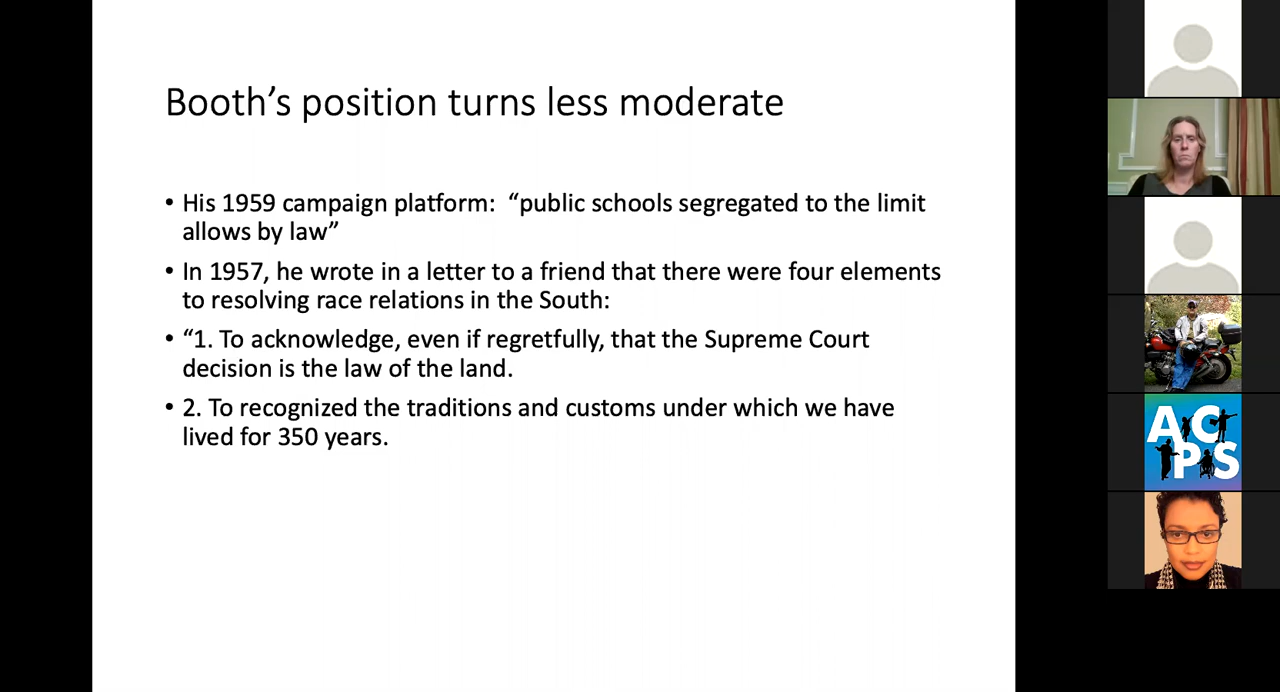 Booth’s position turns less moderate
• His 1959 campaign platform:  “public schools segregated to the limit
allows by law”
• In 1957, he wrote in a letter to a friend that there were four elements
to resolving race relations in the South:
• “1. To acknowledge, even if regretfully, that the Supreme Court
decision is the law of the land.
• 2. To recognized the traditions and customs under which we have
lived for 350 years.
AC
PS